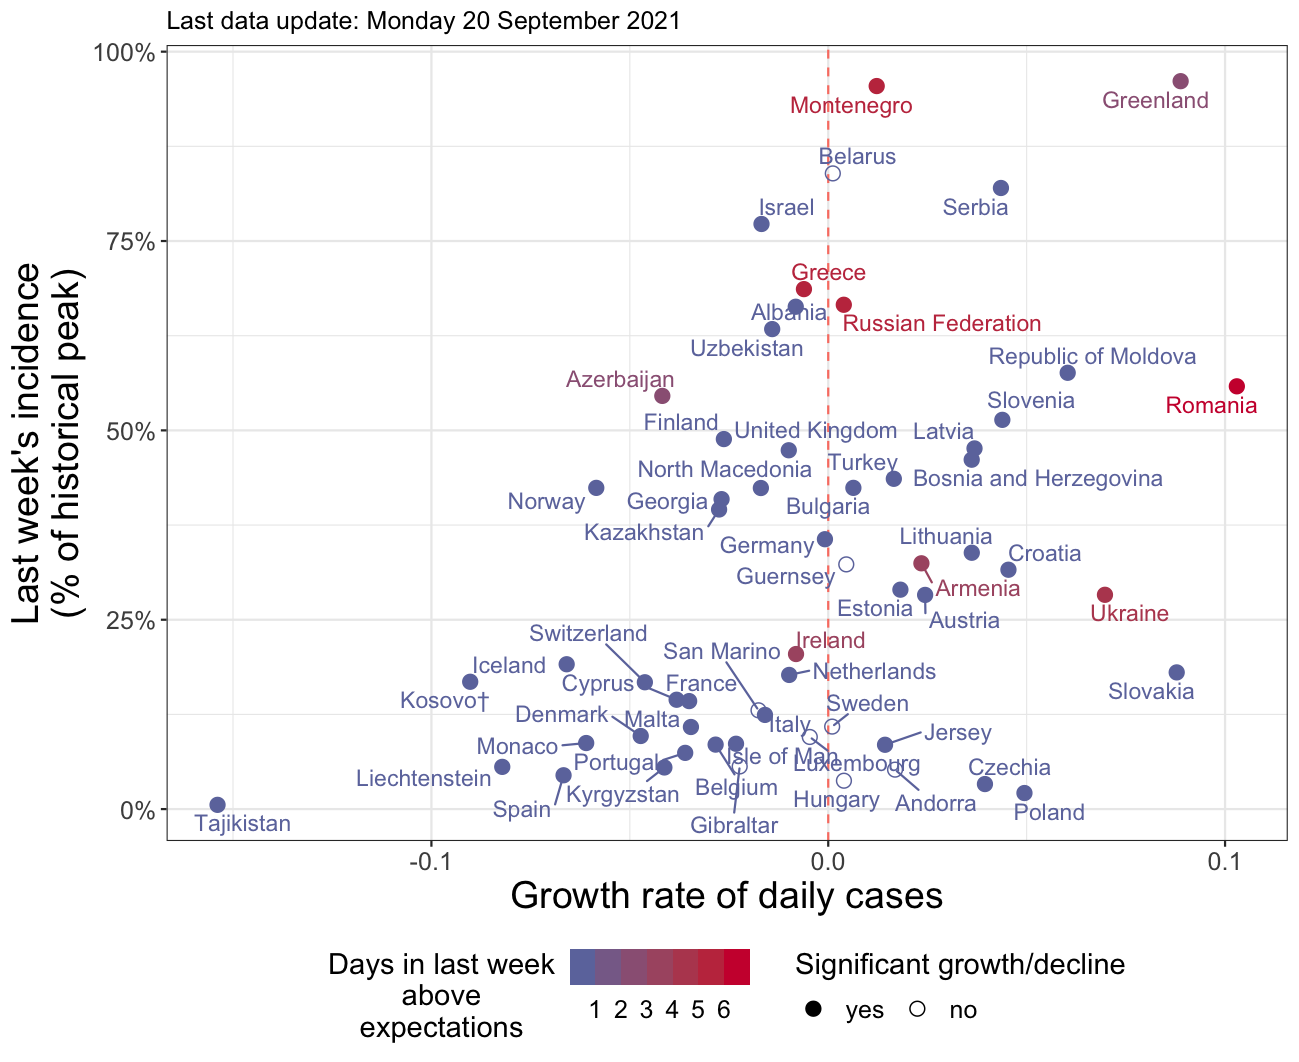 Last data update: Monday 20 September 2021
100%
75%
50%
25%
0%
Last week's incidence
(% of historical peak)
Montenegro
Greenland
Belarus
Israel
Serbia
Greece
Albania
Russian Federation
Uzbekistan
Republic of Moldova
Azerbaijan
Slovenia
Romania
Finland
United Kingdom
Latvia
North Macedonia
Turkey
Bosnia and Herzegovina
Norway
Georgia
Bulgaria
Kazakhstan
Germany
Lithuania
Croatia
Guernsey
Armenia
Estonia
Austria
Ukraine
Switzerland
Ireland
San Marino
Iceland
Netherlands
Cyprus
France
Kosovo†
Slovakia
Sweden
Denmark
Malta
Italy
Jersey
Monaco
Isle of Man
Portugal
Luxembourg
Czechia
Liechtenstein
Belgium
Kyrgyzstan
Hungary
Andorra
Spain
Poland
Tajikistan
Gibraltar
-0.1
0.0
0.1
Growth rate of daily cases
Days in last week
above
expectations
1 2 3 4 5 6
Significant growth/decline
yes
no